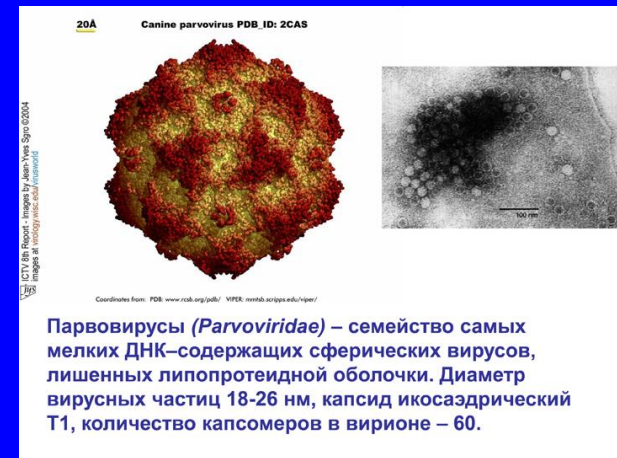 20Å
Canine parvovirus PDB_ID: 2CAS
ICTV 8th Report - Images by Jean-Yves Sgro ©2004
images at virology.wisc.edu/virusworld
100 nm
Coordinates from: PDB: www.rcsb.org/pdb/ VIPER: mmtsb.scripps.edu/viper/
Парвовирусы (Parvoviridae) – семейство самых
мелких ДНК–содержащих сферических вирусов,
лишенных липопротеидной оболочки. Диаметр
вирусных частиц 18-26 нм, капсид икосаэдрический
Т1, количество капсомеров в вирионе – 60.